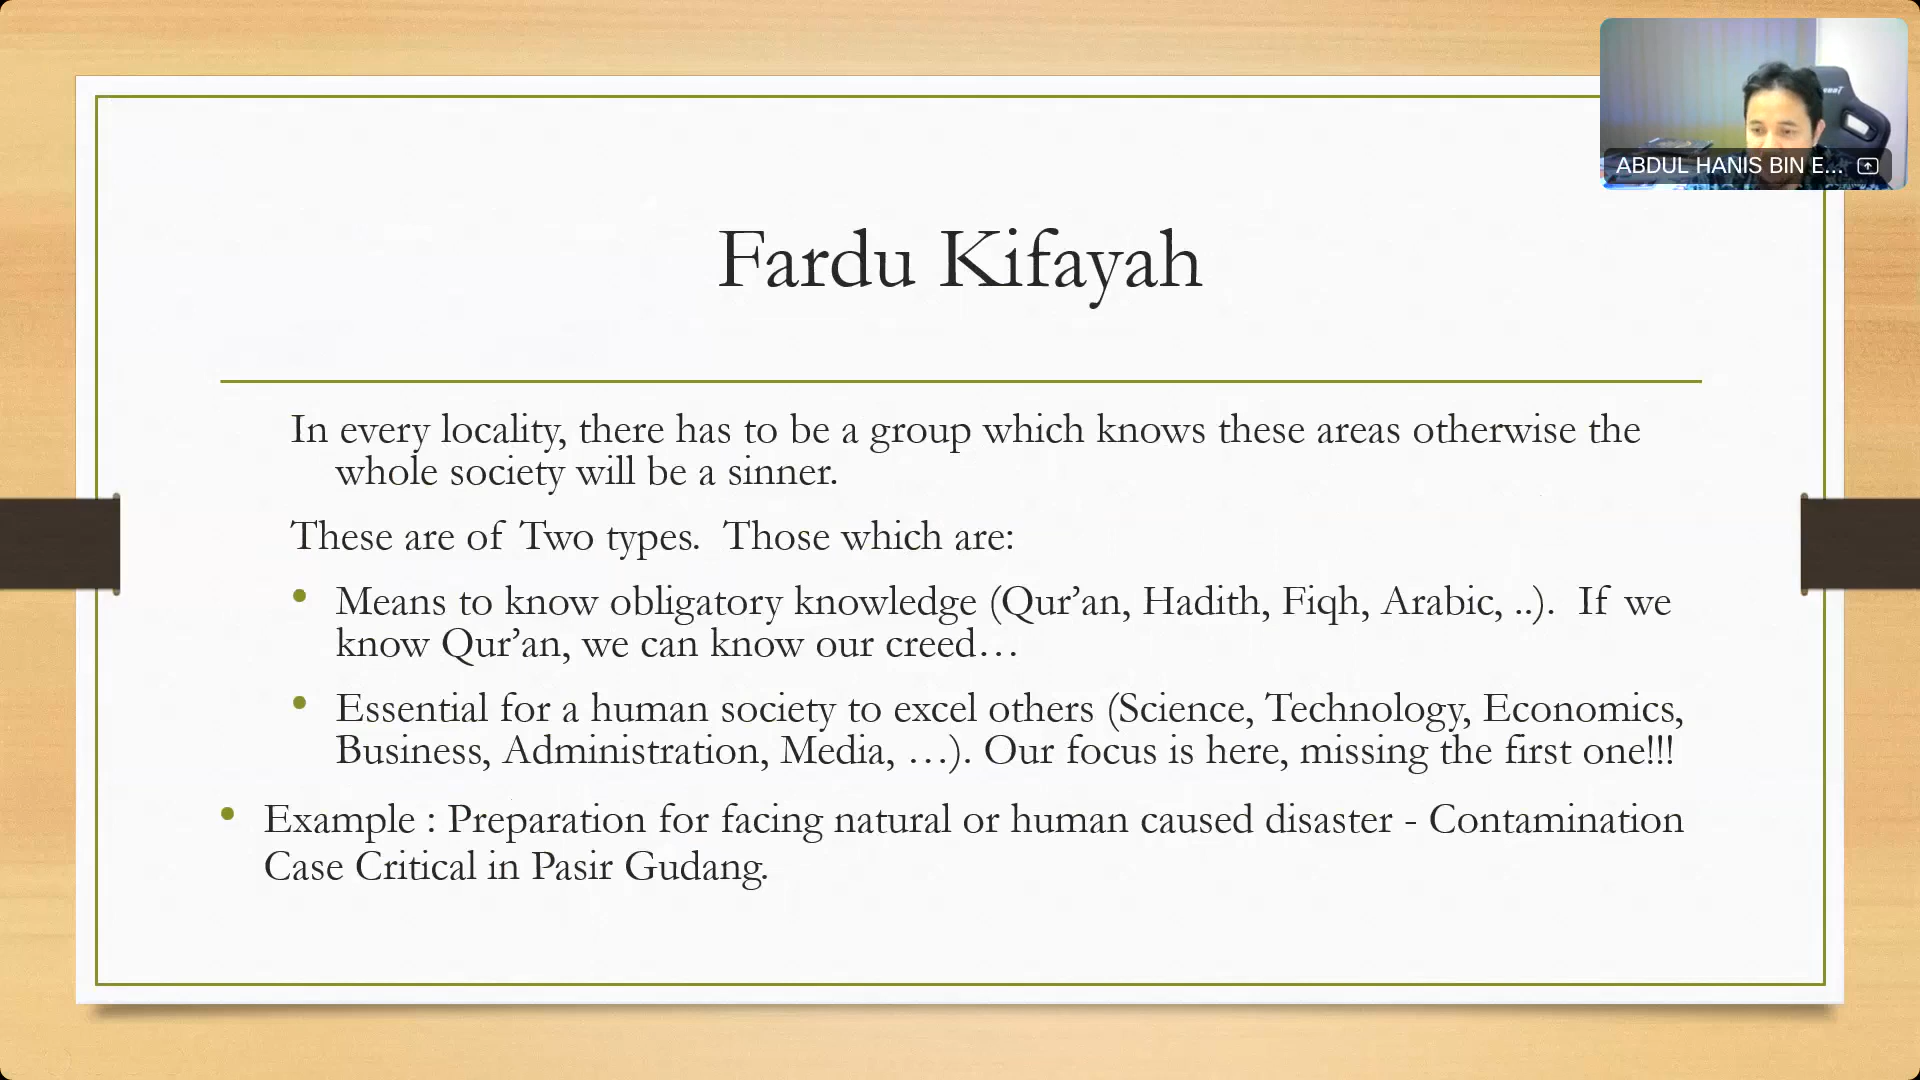 ABDUL HANIS BIN E...
Fardu Kifayah
In every locality, there has to be a group which knows these areas otherwise the
whole society will be a sinner.
These are of Two types.  Those which are:
• Means to know obligatory knowledge (Qur’an, Hadith, Fiqh, Arabic, ..).  If we
know Qur’an, we can know our creed…
• Essential for a human society to excel others (Science, Technology, Economics,
Business, Administration, Media, …). Our focus is here, missing the first one!!!
• Example : Preparation for facing natural or human caused disaster - Contamination
Case Critical in Pasir Gudang.